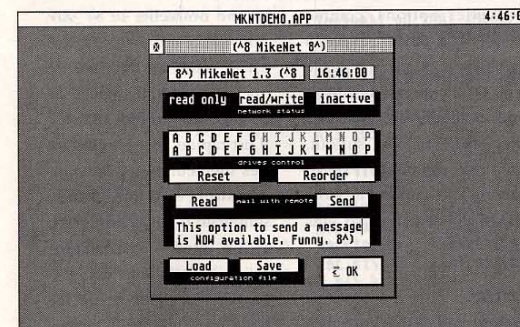 MKNTDEMO.APP 4:46:0
(^8 MikeNet 8^)
8^) MikeNet 1.3 (^8 16:46:00
read only read/write inactive
network status
A B C D E F G H I J K L M N O P
A B C D E F G H I J K L M N O P
drives control
Reset Reorder
Read mail with remote Send
This option to send a message
is NOW available. Funny. 8^)
Load Save
configuration file
OK